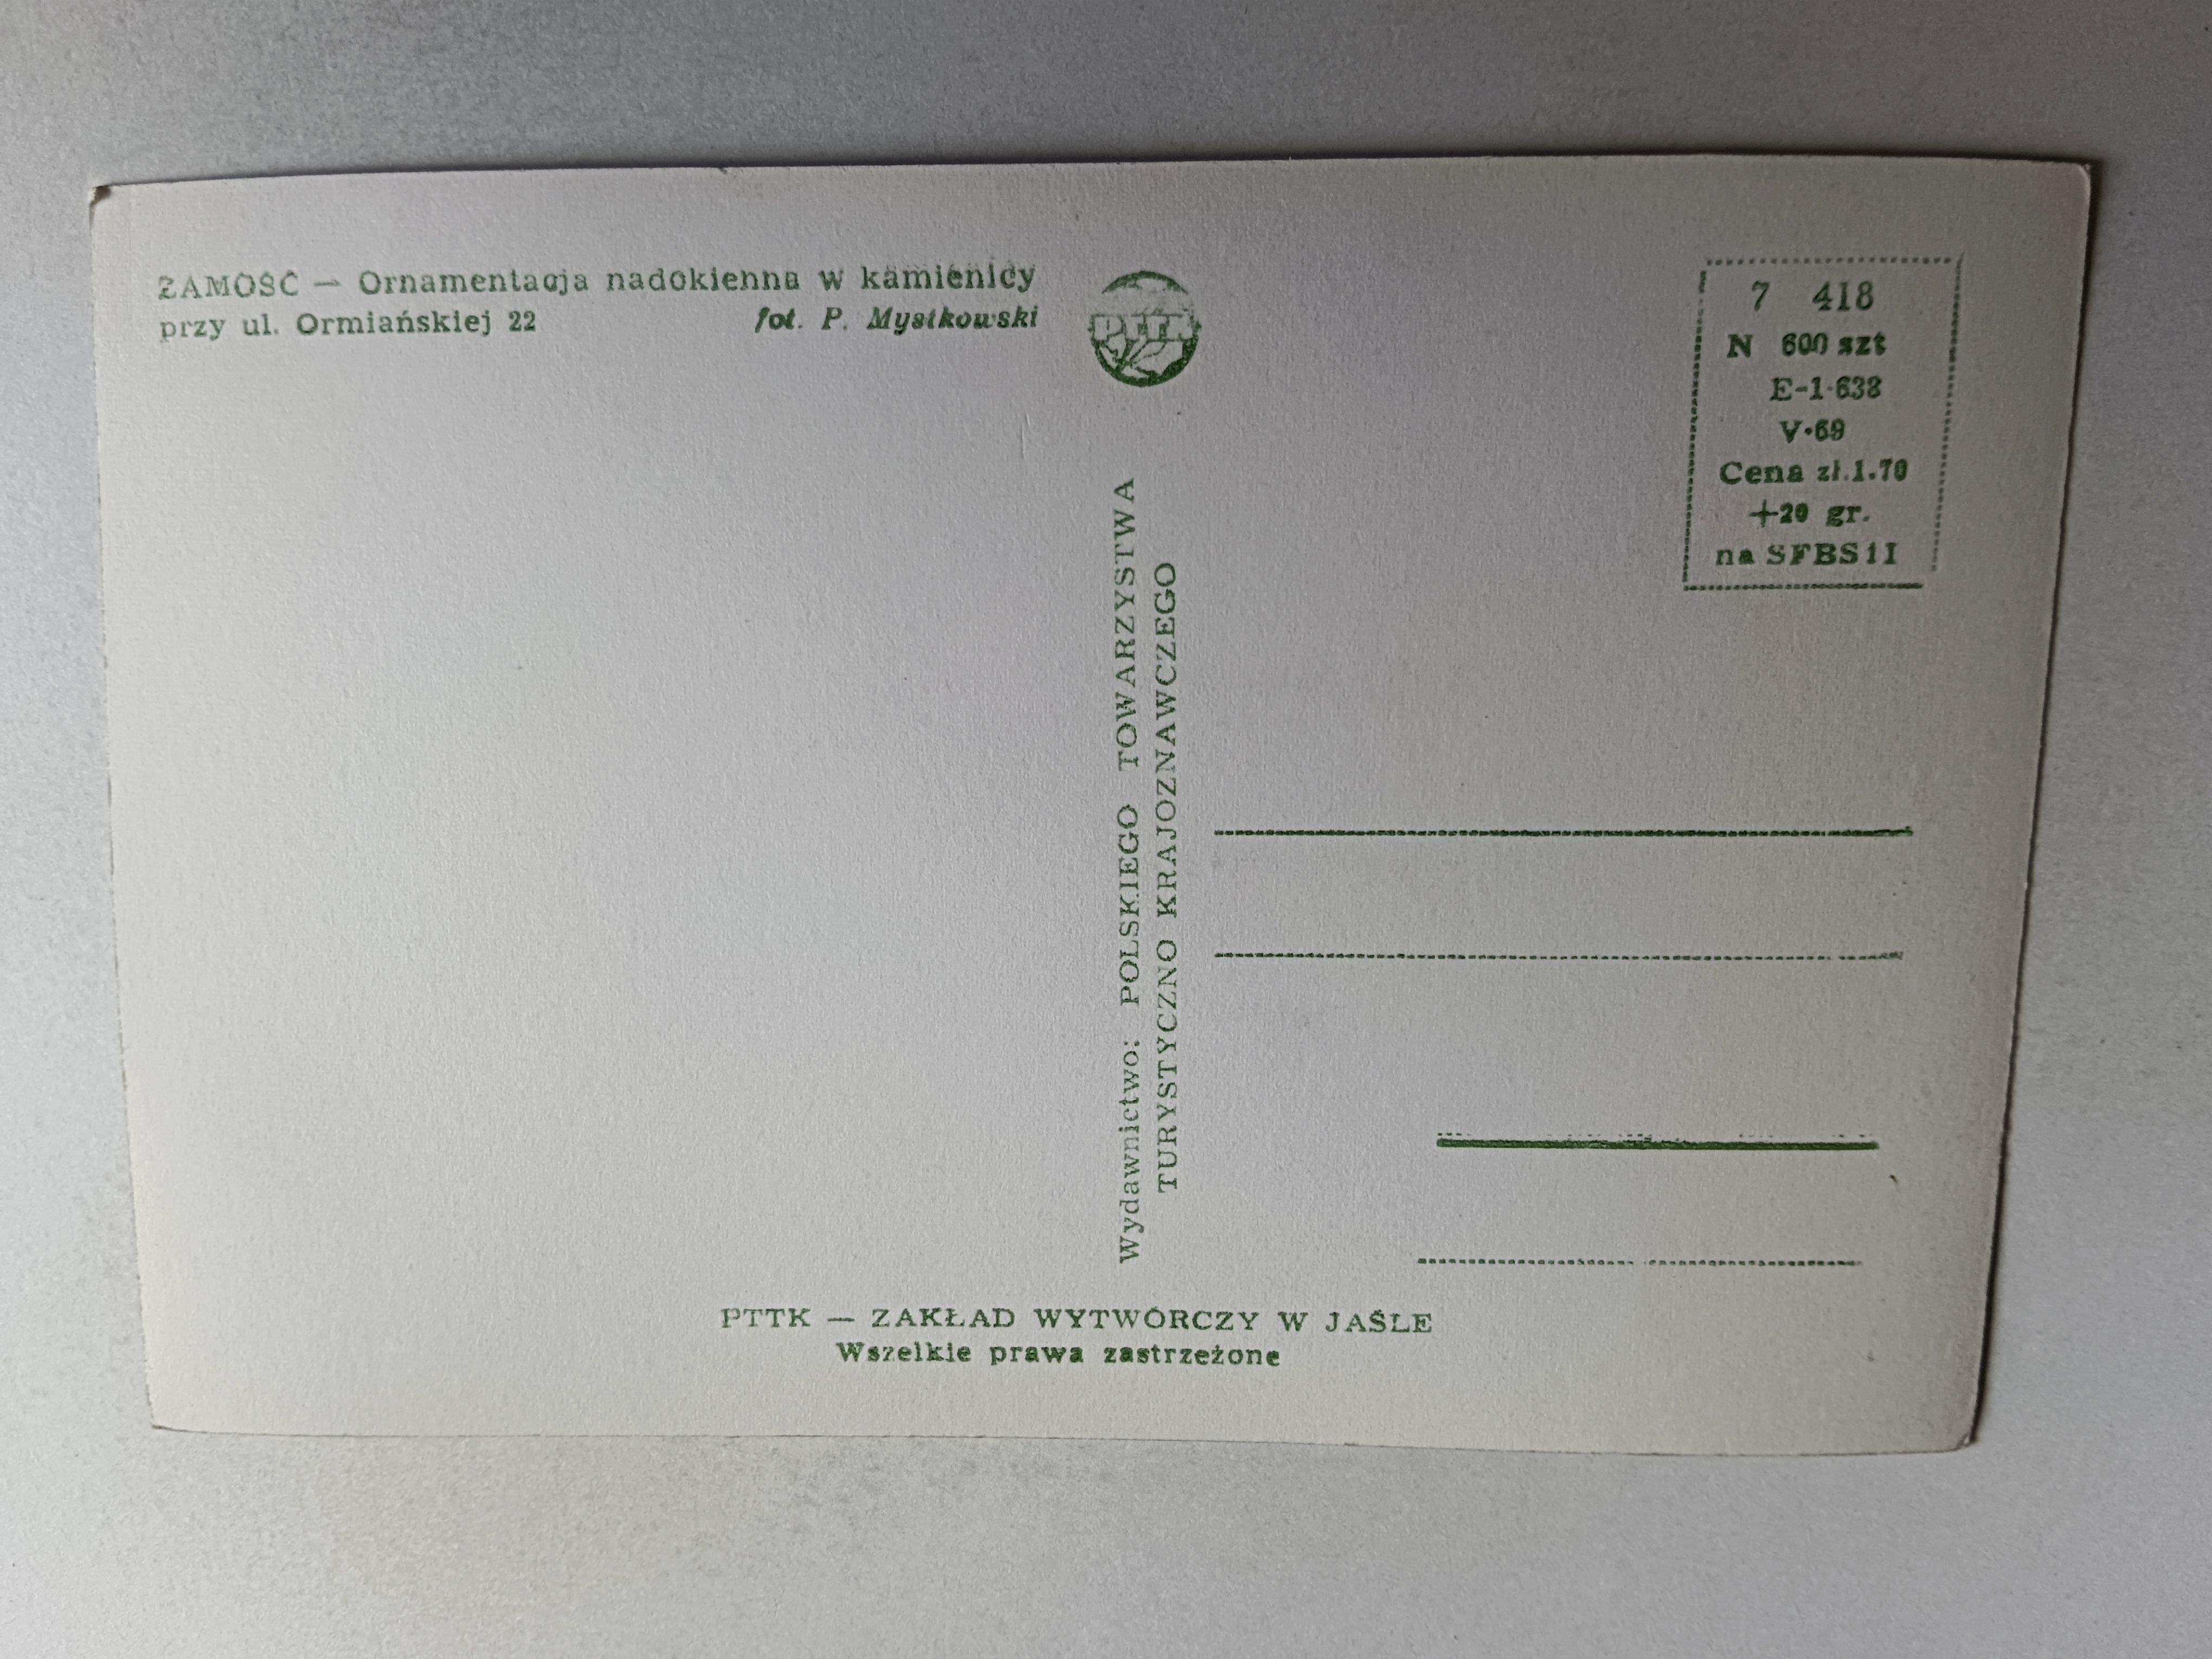 ZAMOŚĆ — Ornamentacja nadokienna w kamienicy
przy ul. Ormiańskiej 22 fot. P. Mystkowski
PTTK
7 418
N 600 szt
E-1-638
V-69
Cena zł.1.70
+20 gr.
na SFBSiI
Wydawnictwo: POLSKIEGO TOWARZYSTWA
TURYSTYCZNO KRAJOZNAWCZEGO
PTTK — ZAKŁAD WYTWÓRCZY W JAŚLE
Wszelkie prawa zastrzeżone